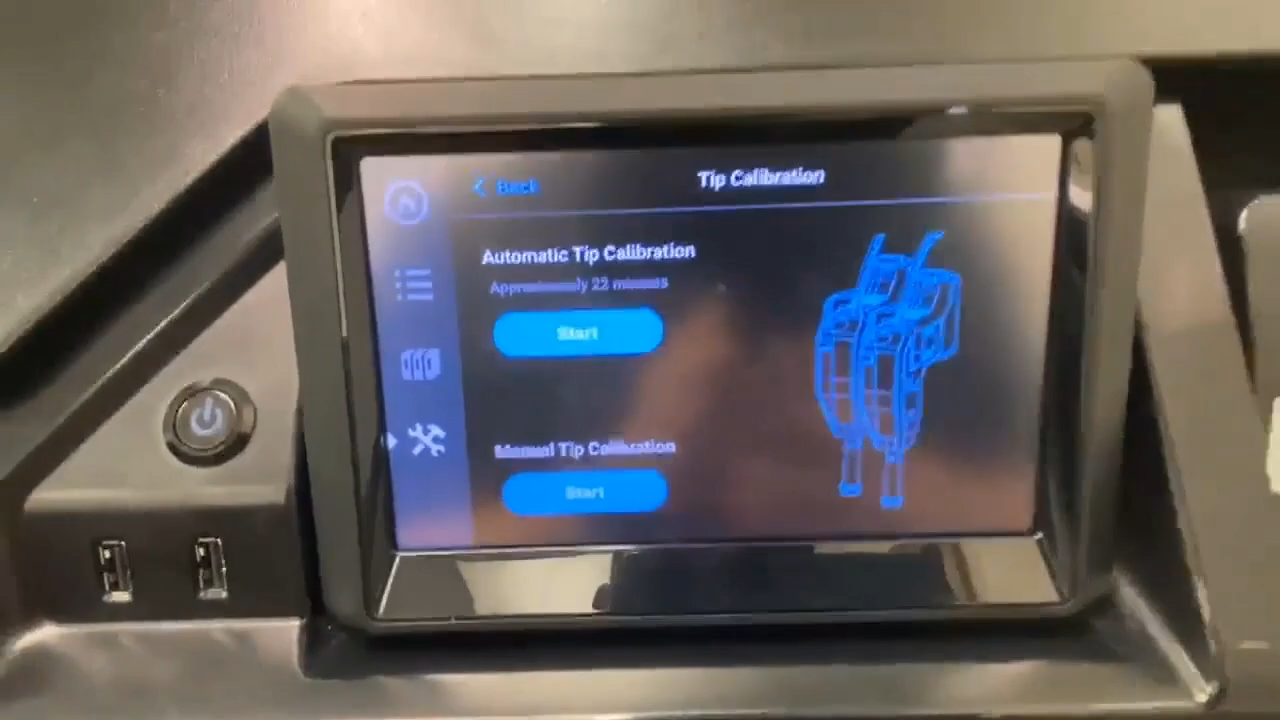 Back
Tip Calibration
Automatic Tip Calibration
Approximately 22 minutes
Start
Manual Tip Calibration
Start